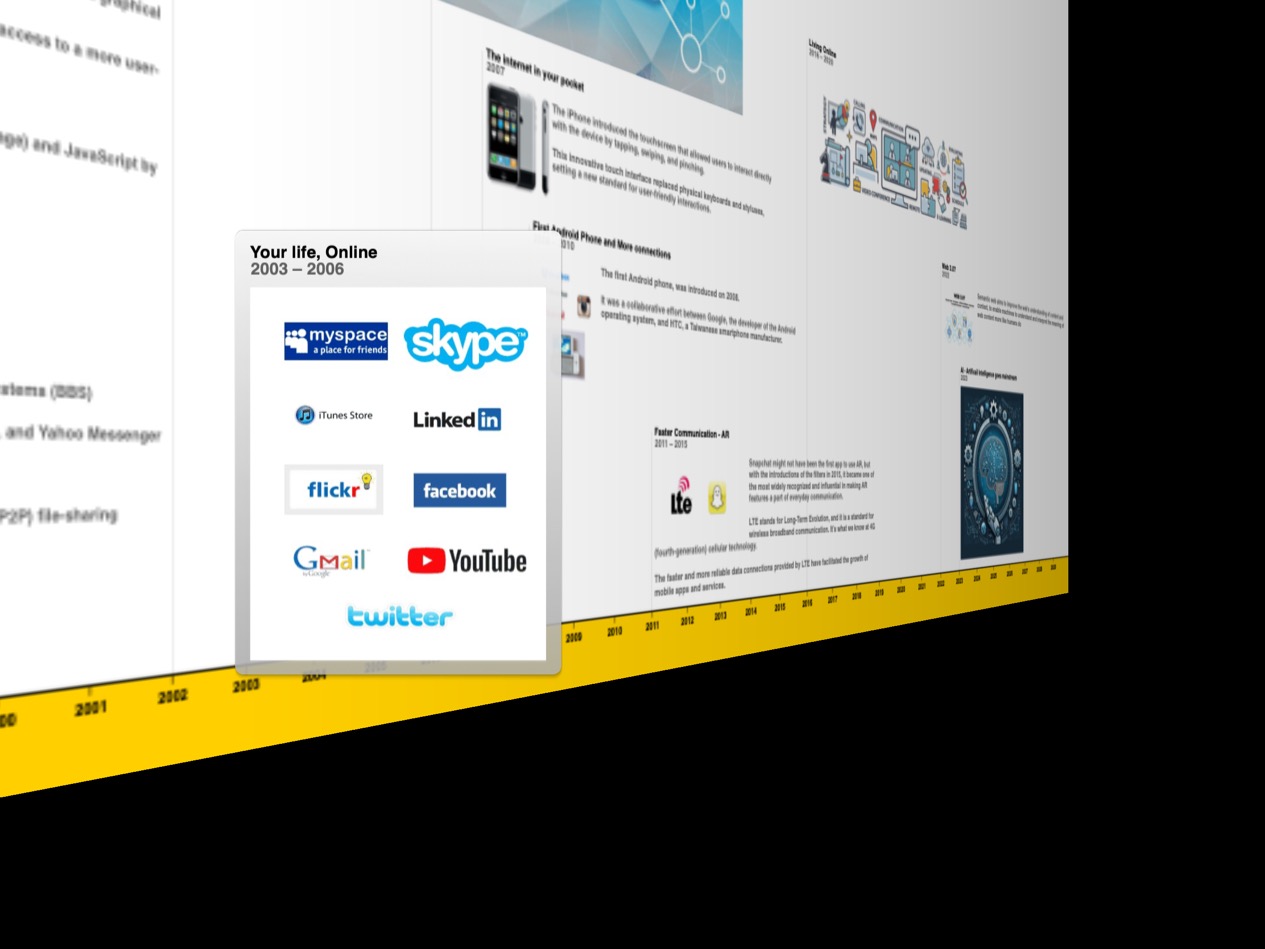 graphical
access to a more user-
age) and JavaScript by
stems (BBS)
, and Yahoo Messenger
P2P) file-sharing
Your life, Online
2003 – 2006
myspace
a place for friends
skype™
iTunes Store
Linked in
flickr
facebook
Gmail™
by Google
YouTube
twitter
The internet in your pocket
2007
The iPhone introduced the touchscreen that allowed users to interact directly
with the device by tapping, swiping, and pinching.
This innovative touch interface replaced physical keyboards and styluses,
setting a new standard for user-friendly interactions.
First Android Phone and More connections
2010
The first Android phone, was introduced on 2008.
It was a collaborative effort between Google, the developer of the Android
operating system, and HTC, a Taiwanese smartphone manufacturer.
Faster Communication - AR
2011 – 2015
Lte
Snapchat might not have been the first app to use AR, but
with the introductions of the filters in 2015, it became one of
the most widely recognized and influential in making AR
features a part of everyday communication.
LTE stands for Long-Term Evolution, and it is a standard for
wireless broadband communication. It's what we know at 4G
(fourth-generation) cellular technology.
The faster and more reliable data connections provided by LTE have facilitated the growth of
mobile apps and services.
Living Online
2016 – 2020
VIDEO CONFERENCE
Web 3.0?
2022
AI - Artificial Intelligence goes mainstream
2023
00
2001
2002
2003
2004
2005
2009
2010
2011
2012
2013
2014
2015
2016
2017
2018
2019
2020
2021
2022
2023
2024
2025
2026
2027
2028